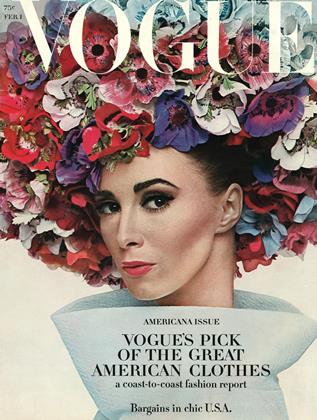 75¢
FEB. 1
VOGUE
AMERICANA ISSUE
VOGUE'S PICK
OF THE GREAT
AMERICAN CLOTHES
a coast-to-coast fashion report
Bargains in chic U.S.A.